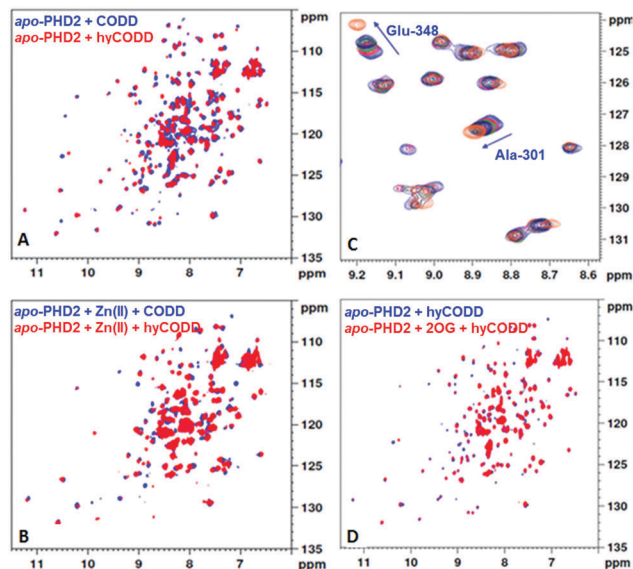 apo-PHD2 + CODD
apo-PHD2 + hyCODD
A
110
115
120
125
130
135
11 10 9 8 7 ppm
ppm
C
Glu-348
Ala-301
125
126
127
128
129
130
131
9.2 9.1 9.0 8.9 8.8 8.7 8.6 ppm
ppm
apo-PHD2 + Zn(II) + CODD
apo-PHD2 + Zn(II) + hyCODD
B
110
115
120
125
130
135
11 10 9 8 7 ppm
ppm
apo-PHD2 + hyCODD
apo-PHD2 + 2OG + hyCODD
D
110
115
120
125
130
135
11 10 9 8 7 ppm
ppm